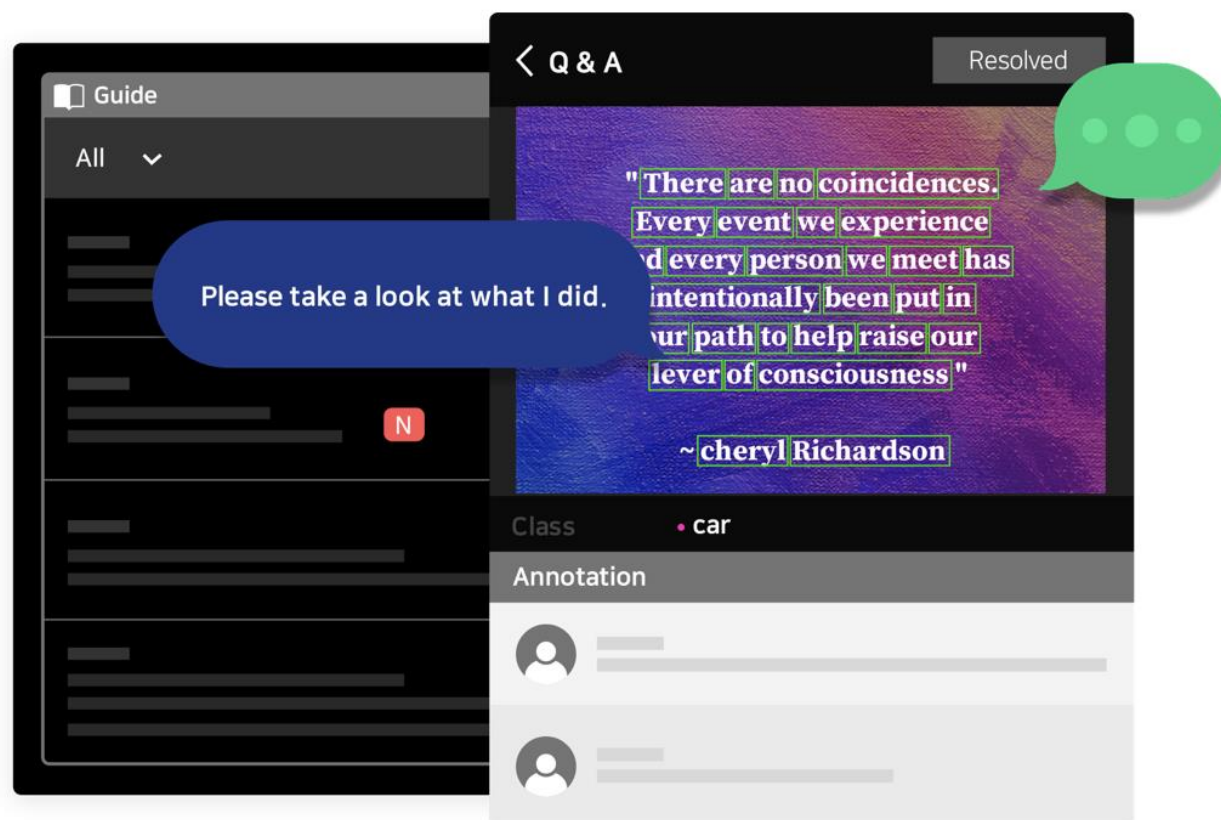 Guide
All
N
Please take a look at what I did.
Q & A
Resolved
"There are no coincidences.
Every event we experience
every person we meet has
intentionally been put in
path to help raise our
lever of consciousness"
~cheryl Richardson
Class
car
Annotation